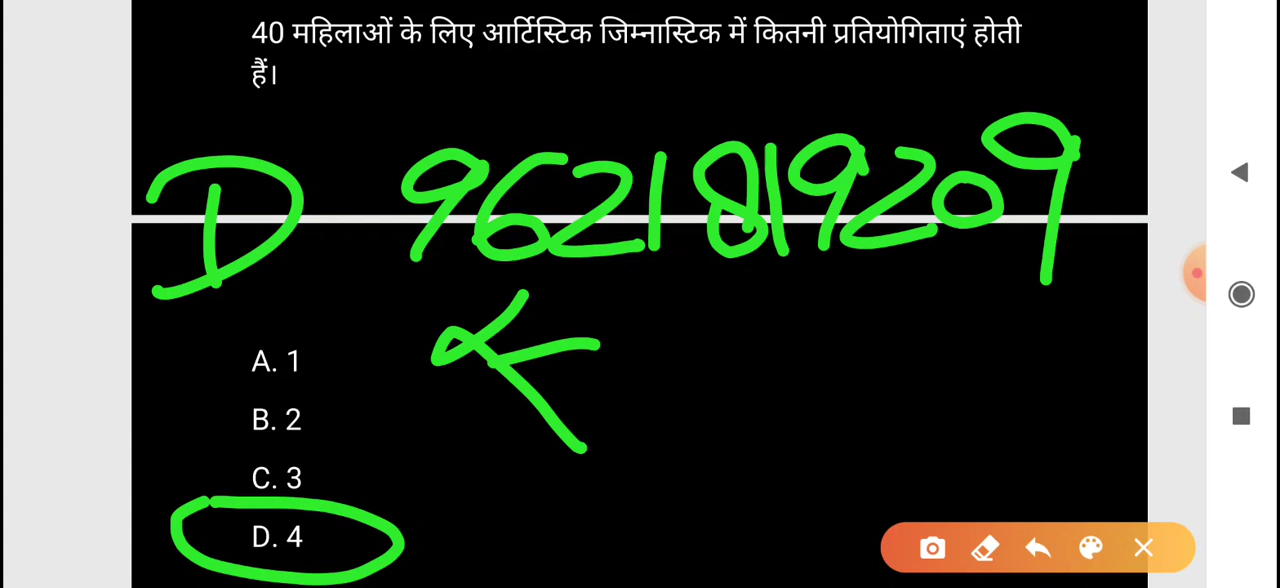 40 महिलाओं के लिए आर्टिस्टिक जिम्नास्टिक में कितनी प्रतियोगिताएं होती
हैं।
D 9621819209
A. 1
B. 2
C. 3
D. 4